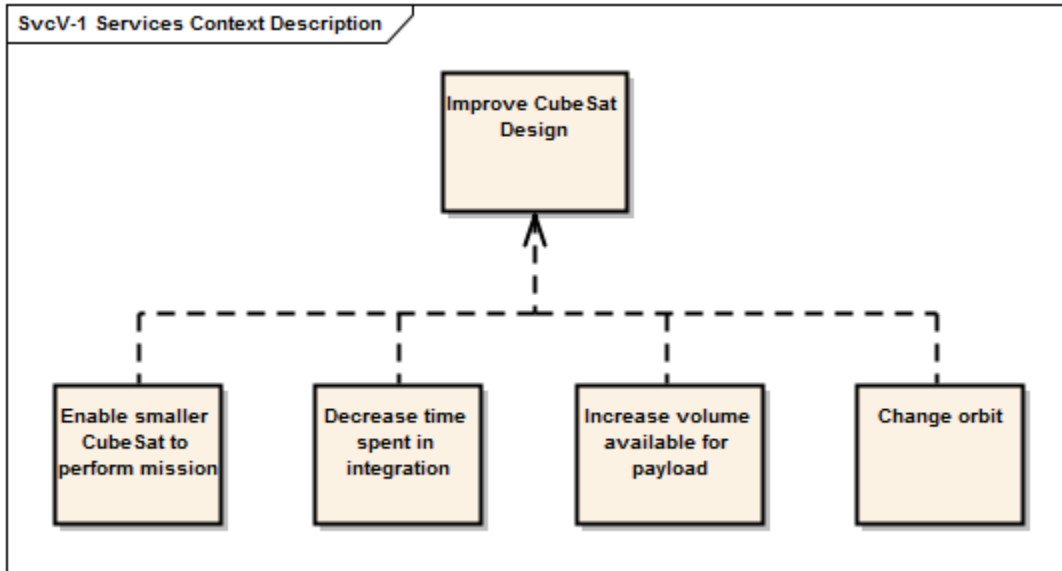 SvcV-1 Services Context Description
Improve CubeSat
Design
Enable smaller
CubeSat to
perform mission
Decrease time
spent in
integration
Increase volume
available for
payload
Change orbit